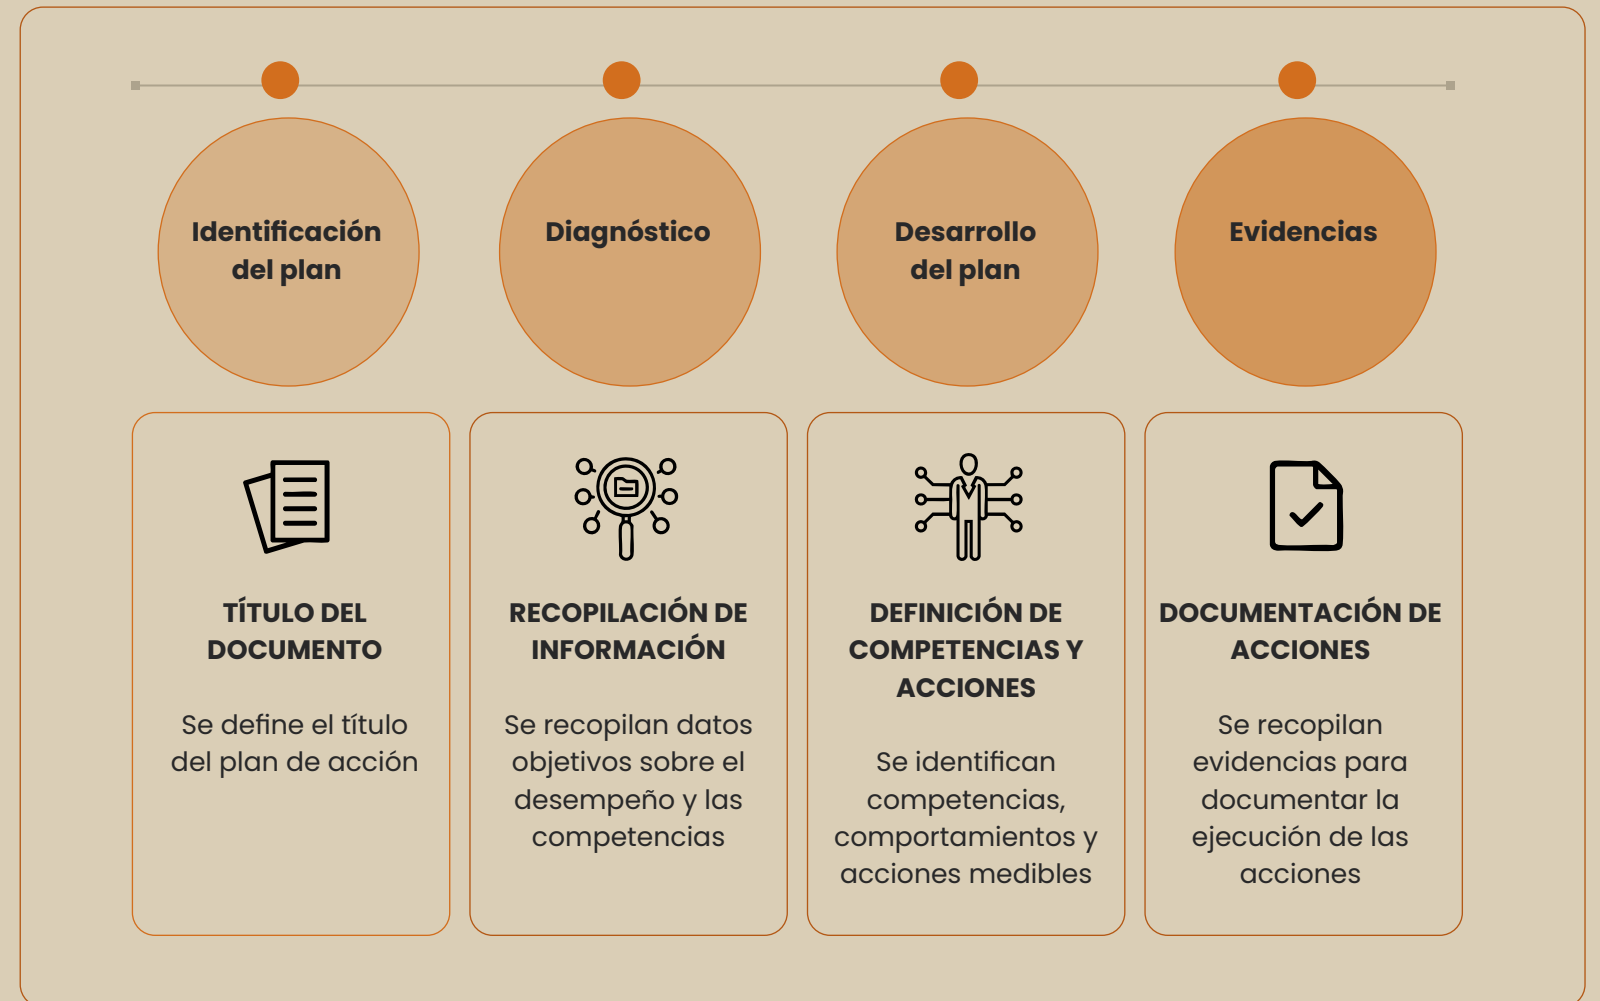 Identificación
del plan
Diagnóstico
Desarrollo
del plan
Evidencias
TÍTULO DEL
DOCUMENTO
Se define el título
del plan de acción
RECOPILACIÓN DE
INFORMACIÓN
Se recopilan datos
objetivos sobre el
desempeño y las
competencias
DEFINICIÓN DE
COMPETENCIAS Y
ACCIONES
Se identifican
competencias,
comportamientos y
acciones medibles
DOCUMENTACIÓN DE
ACCIONES
Se recopilan
evidencias para
documentar la
ejecución de las
acciones